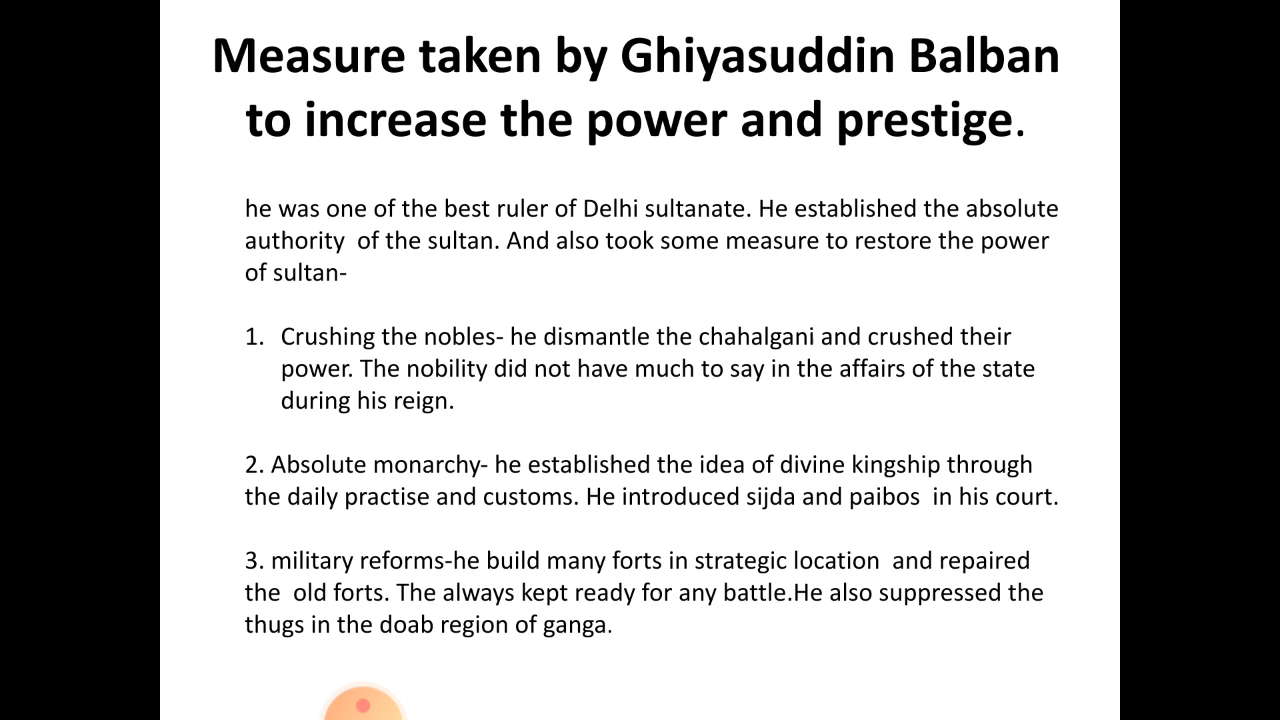 Measure taken by Ghiyasuddin Balban
to increase the power and prestige.
he was one of the best ruler of Delhi sultanate. He established the absolute
authority  of the sultan. And also took some measure to restore the power
of sultan-
1. Crushing the nobles- he dismantle the chahalgani and crushed their
power. The nobility did not have much to say in the affairs of the state
during his reign.
2. Absolute monarchy- he established the idea of divine kingship through
the daily practise and customs. He introduced sijda and paibos  in his court.
3. military reforms-he build many forts in strategic location  and repaired
the  old forts. The always kept ready for any battle.He also suppressed the
thugs in the doab region of ganga.